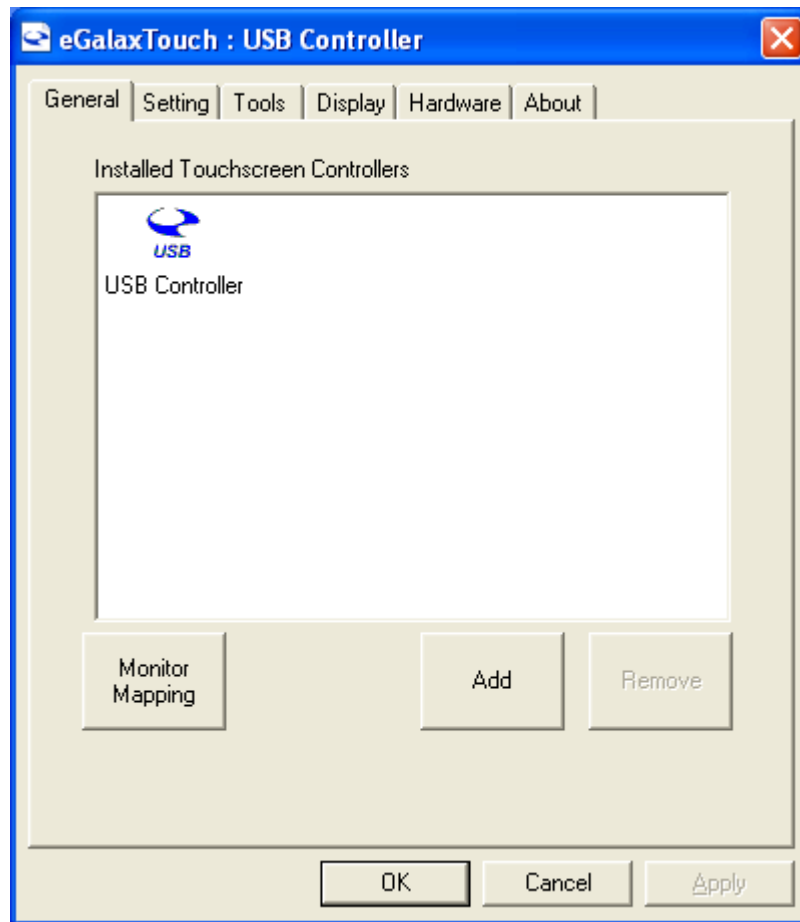 eGalaxTouch : USB Controller
General Setting Tools Display Hardware About
Installed Touchscreen Controllers
USB
USB Controller
Monitor
Mapping
Add
Remove
OK Cancel Apply